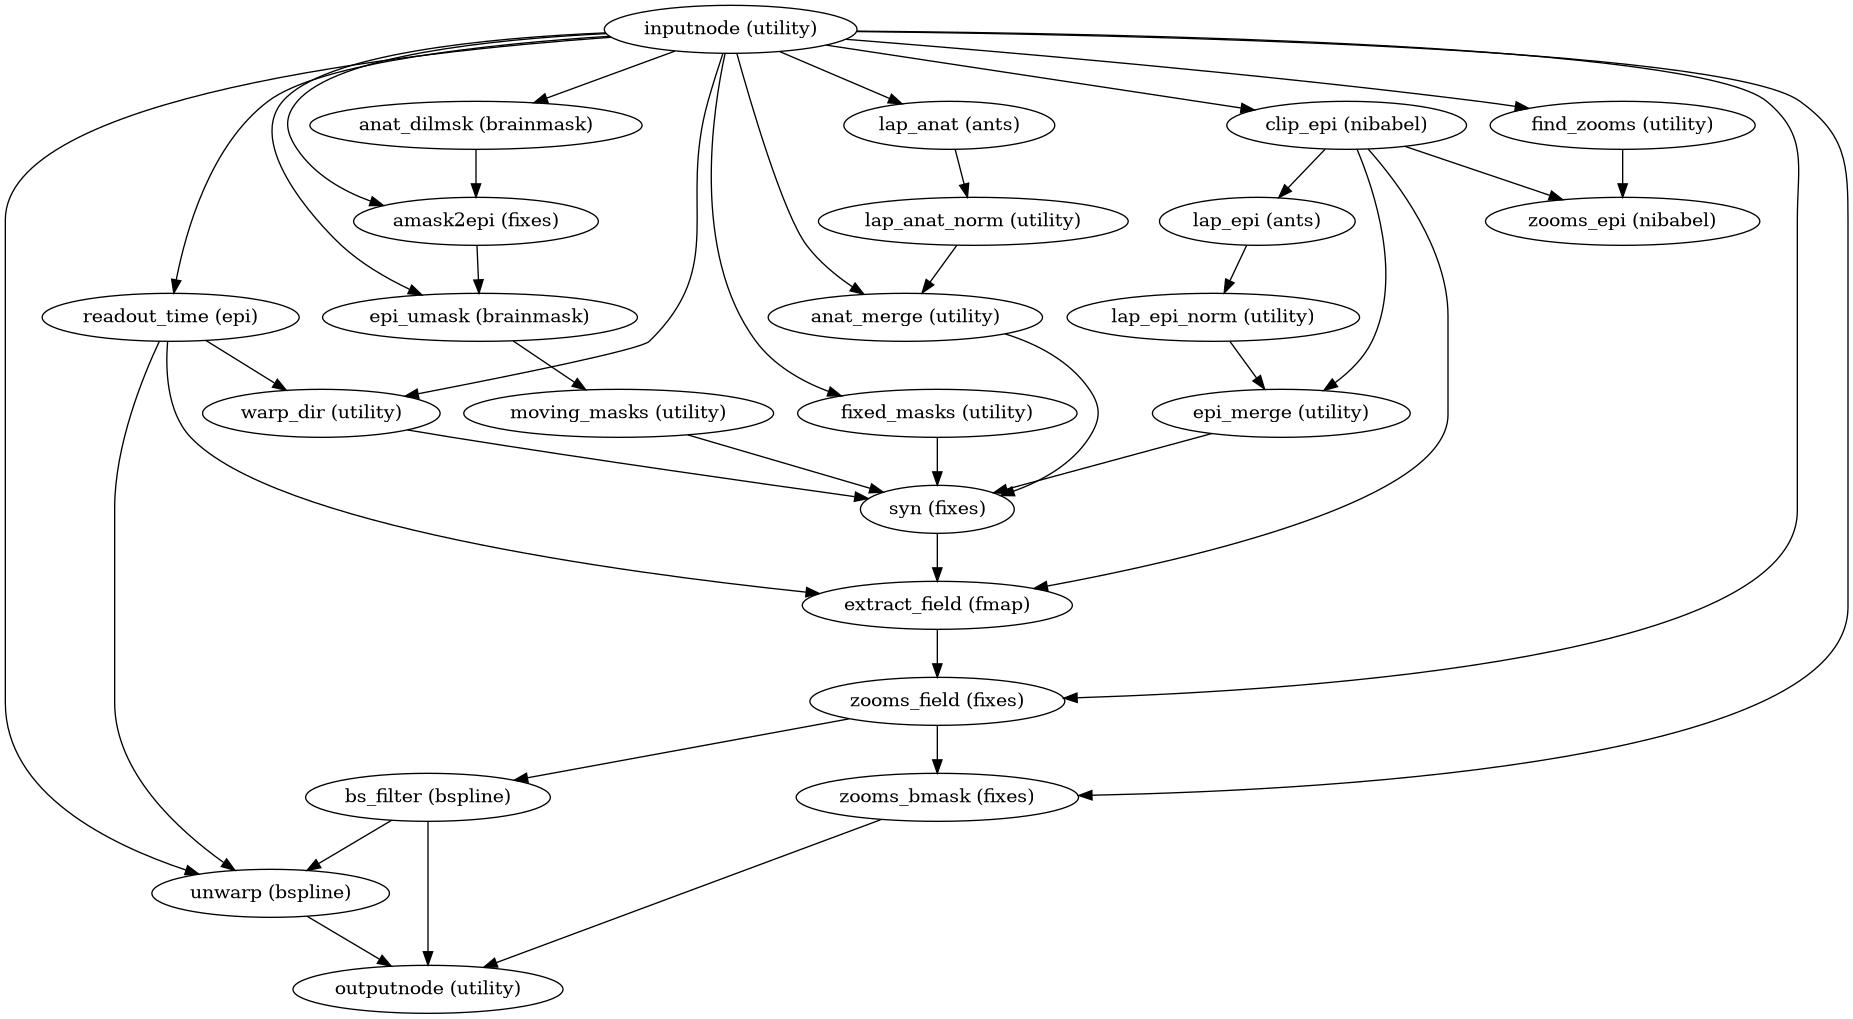 inputnode (utility)
anat_dilmsk (brainmask)
lap_anat (ants)
clip_epi (nibabel)
find_zooms (utility)
amask2epi (fixes)
lap_anat_norm (utility)
lap_epi (ants)
zooms_epi (nibabel)
readout_time (epi)
epi_umask (brainmask)
anat_merge (utility)
lap_epi_norm (utility)
warp_dir (utility)
moving_masks (utility)
fixed_masks (utility)
epi_merge (utility)
syn (fixes)
extract_field (fmap)
zooms_field (fixes)
bs_filter (bspline)
zooms_bmask (fixes)
unwarp (bspline)
outputnode (utility)